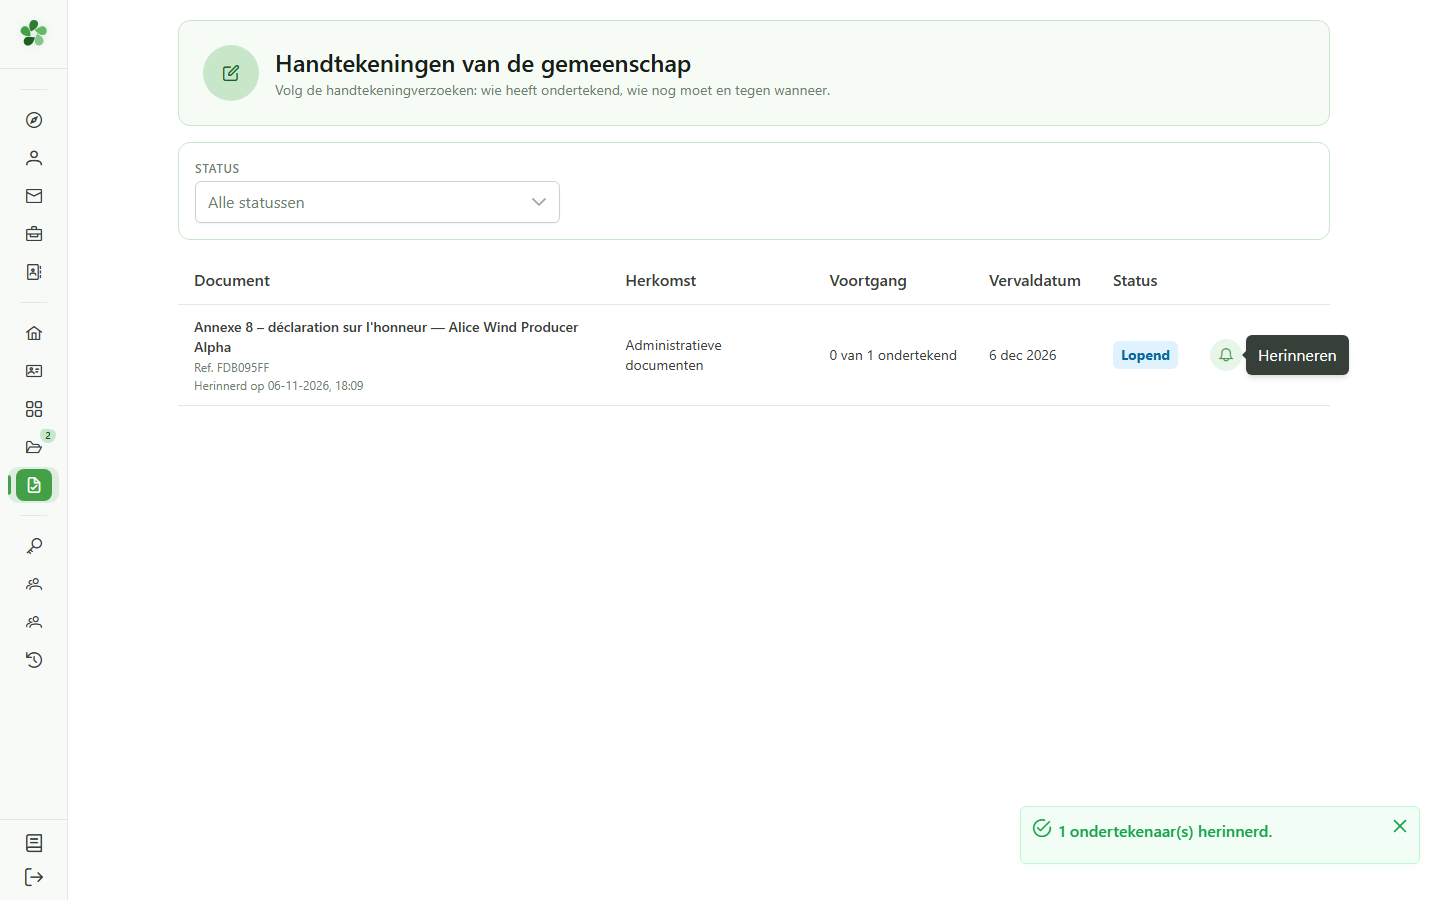 Handtekeningen van de gemeenschap
Volg de handtekeningverzoeken: wie heeft ondertekend, wie nog moet en tegen wanneer.
STATUS
Alle statussen
Document
Herkomst
Voortgang
Vervaldatum
Status
Annexe 8 – déclaration sur l'honneur — Alice Wind Producer
Alpha
Ref. FDB095FF
Herinnerd op 06-11-2026, 18:09
Administratieve
documenten
0 van 1 ondertekend
6 dec 2026
Lopend
Herinneren
2
1 ondertekenaar(s) herinnerd.